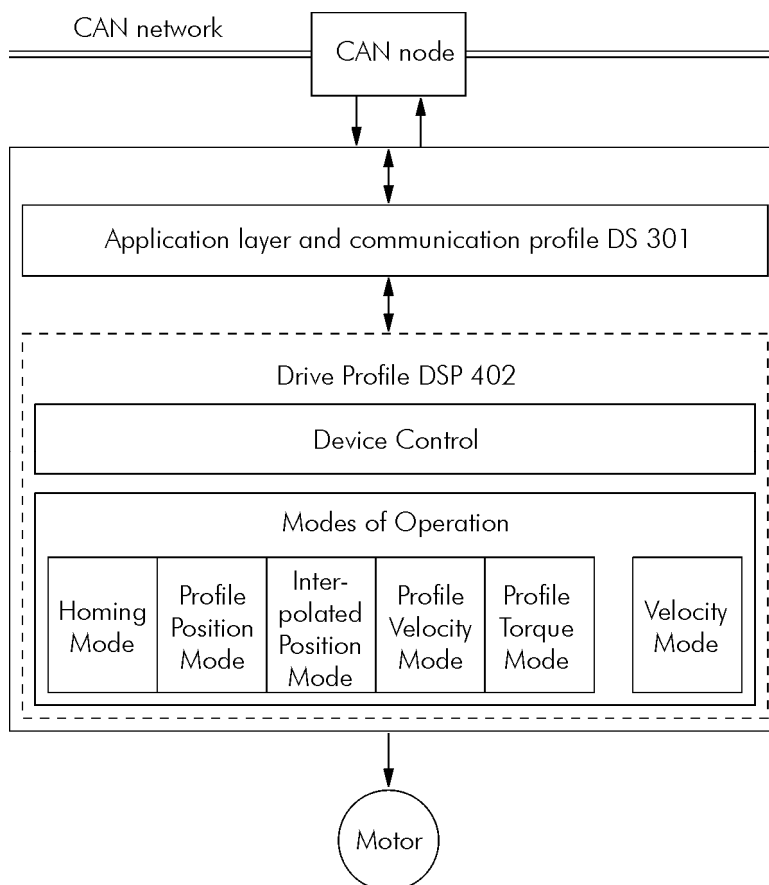 CAN network
CAN node
Application layer and communication profile DS 301
Drive Profile DSP 402
Device Control
Modes of Operation
Homing
Mode
Profile
Position
Mode
Inter-
polated
Position
Mode
Profile
Velocity
Mode
Profile
Torque
Mode
Velocity
Mode
Motor